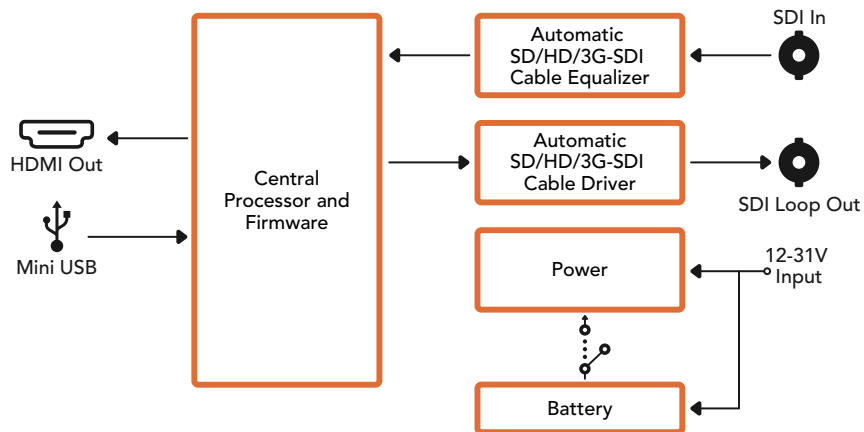 SDI In
Automatic
SD/HD/3G-SDI
Cable Equalizer
HDMI Out
Automatic
SD/HD/3G-SDI
Cable Driver
Central
Processor and
Firmware
SDI Loop Out
Mini USB
Power
12-31V
Input
Battery